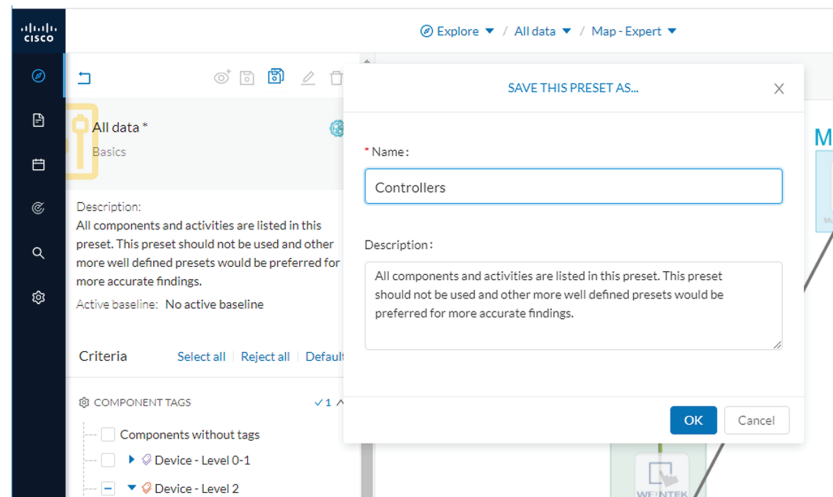 CISCO
Explore / All data / Map - Expert
All data *
Basics
Description:
All components and activities are listed in this
preset. This preset should not be used and other
more well defined presets would be preferred for
more accurate findings.
Active baseline: No active baseline
Criteria Select all Reject all Default
COMPONENT TAGS 1
Components without tags
Device - Level 0-1
Device - Level 2
SAVE THIS PRESET AS...
* Name:
Controllers
Description:
All components and activities are listed in this preset. This preset
should not be used and other more well defined presets would be
preferred for more accurate findings.
OK Cancel
M
WEINTEK